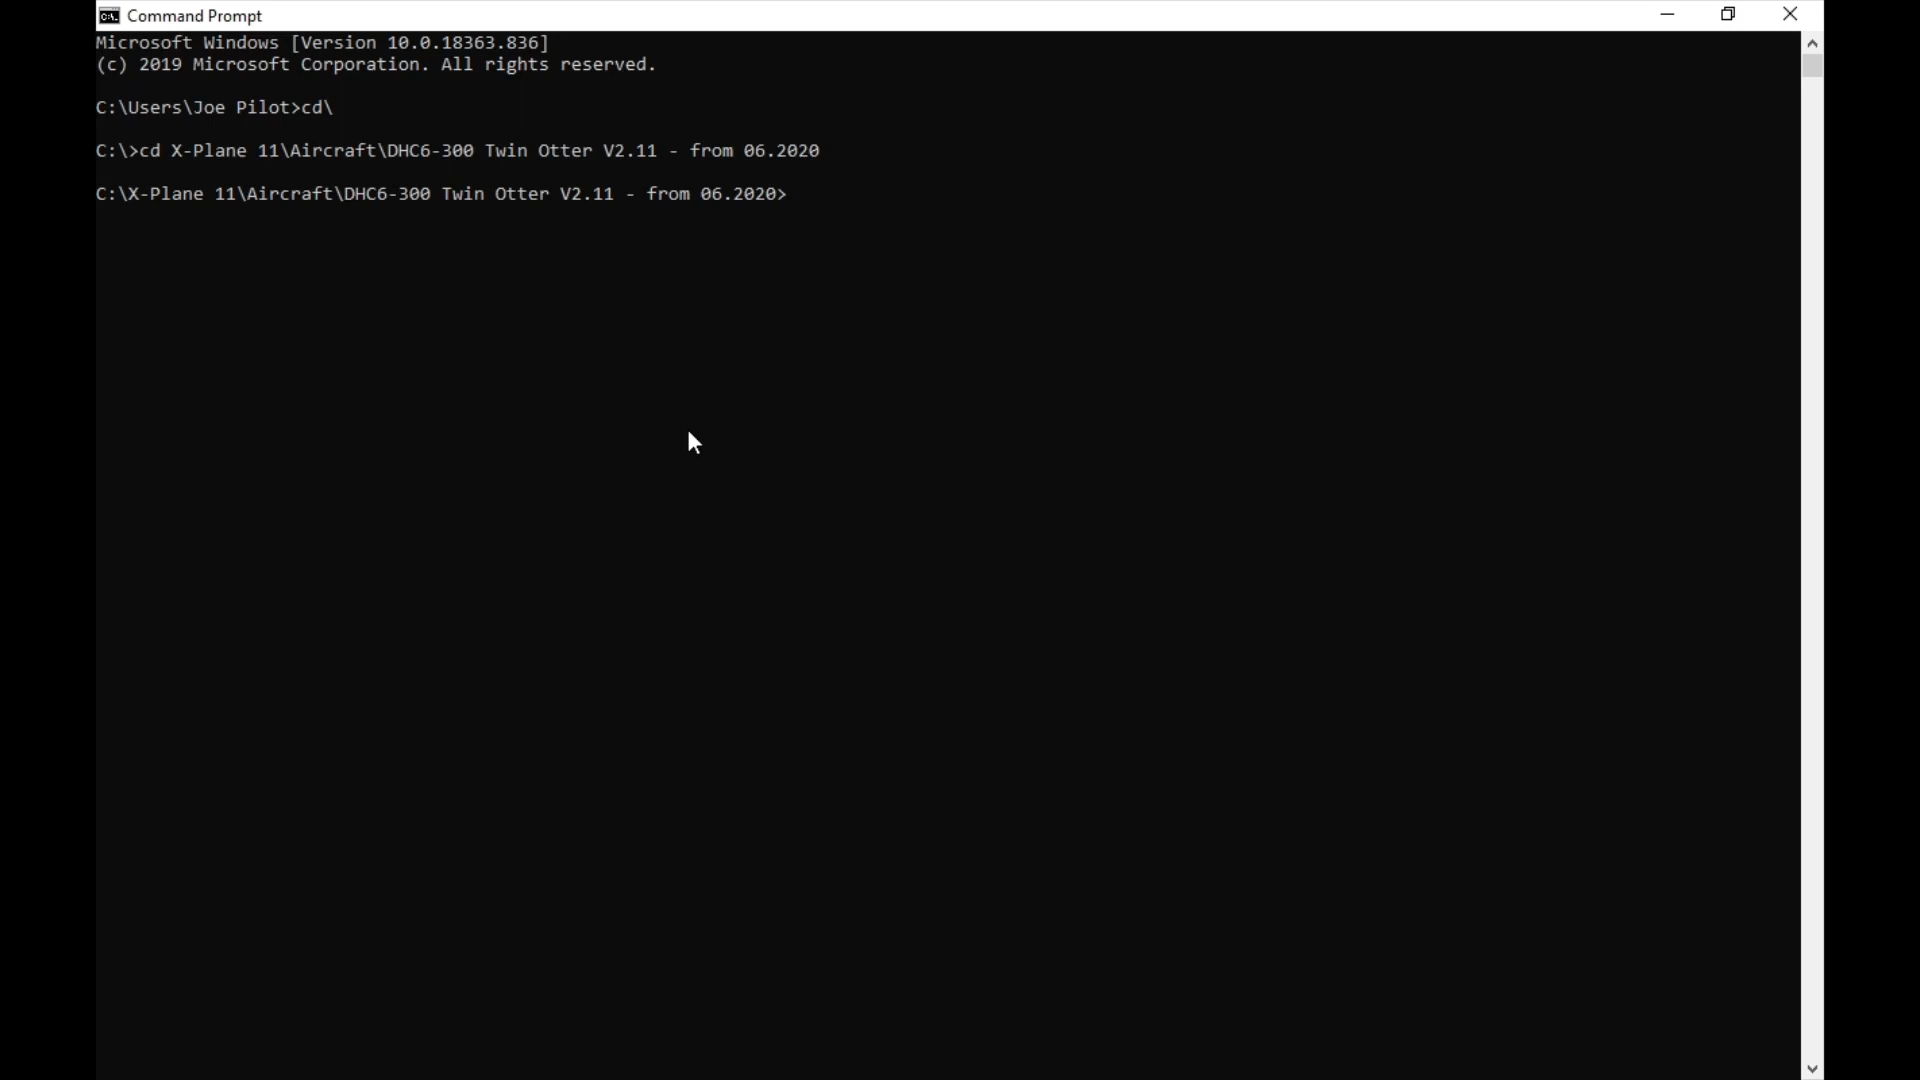 Command Prompt
Microsoft Windows [Version 10.0.18363.836]
(c) 2019 Microsoft Corporation. All rights reserved.
C:\Users\Joe Pilot>cd\
C:\>cd X-Plane 11\Aircraft\DHC6-300 Twin Otter V2.11 - from 06.2020
C:\X-Plane 11\Aircraft\DHC6-300 Twin Otter V2.11 - from 06.2020>